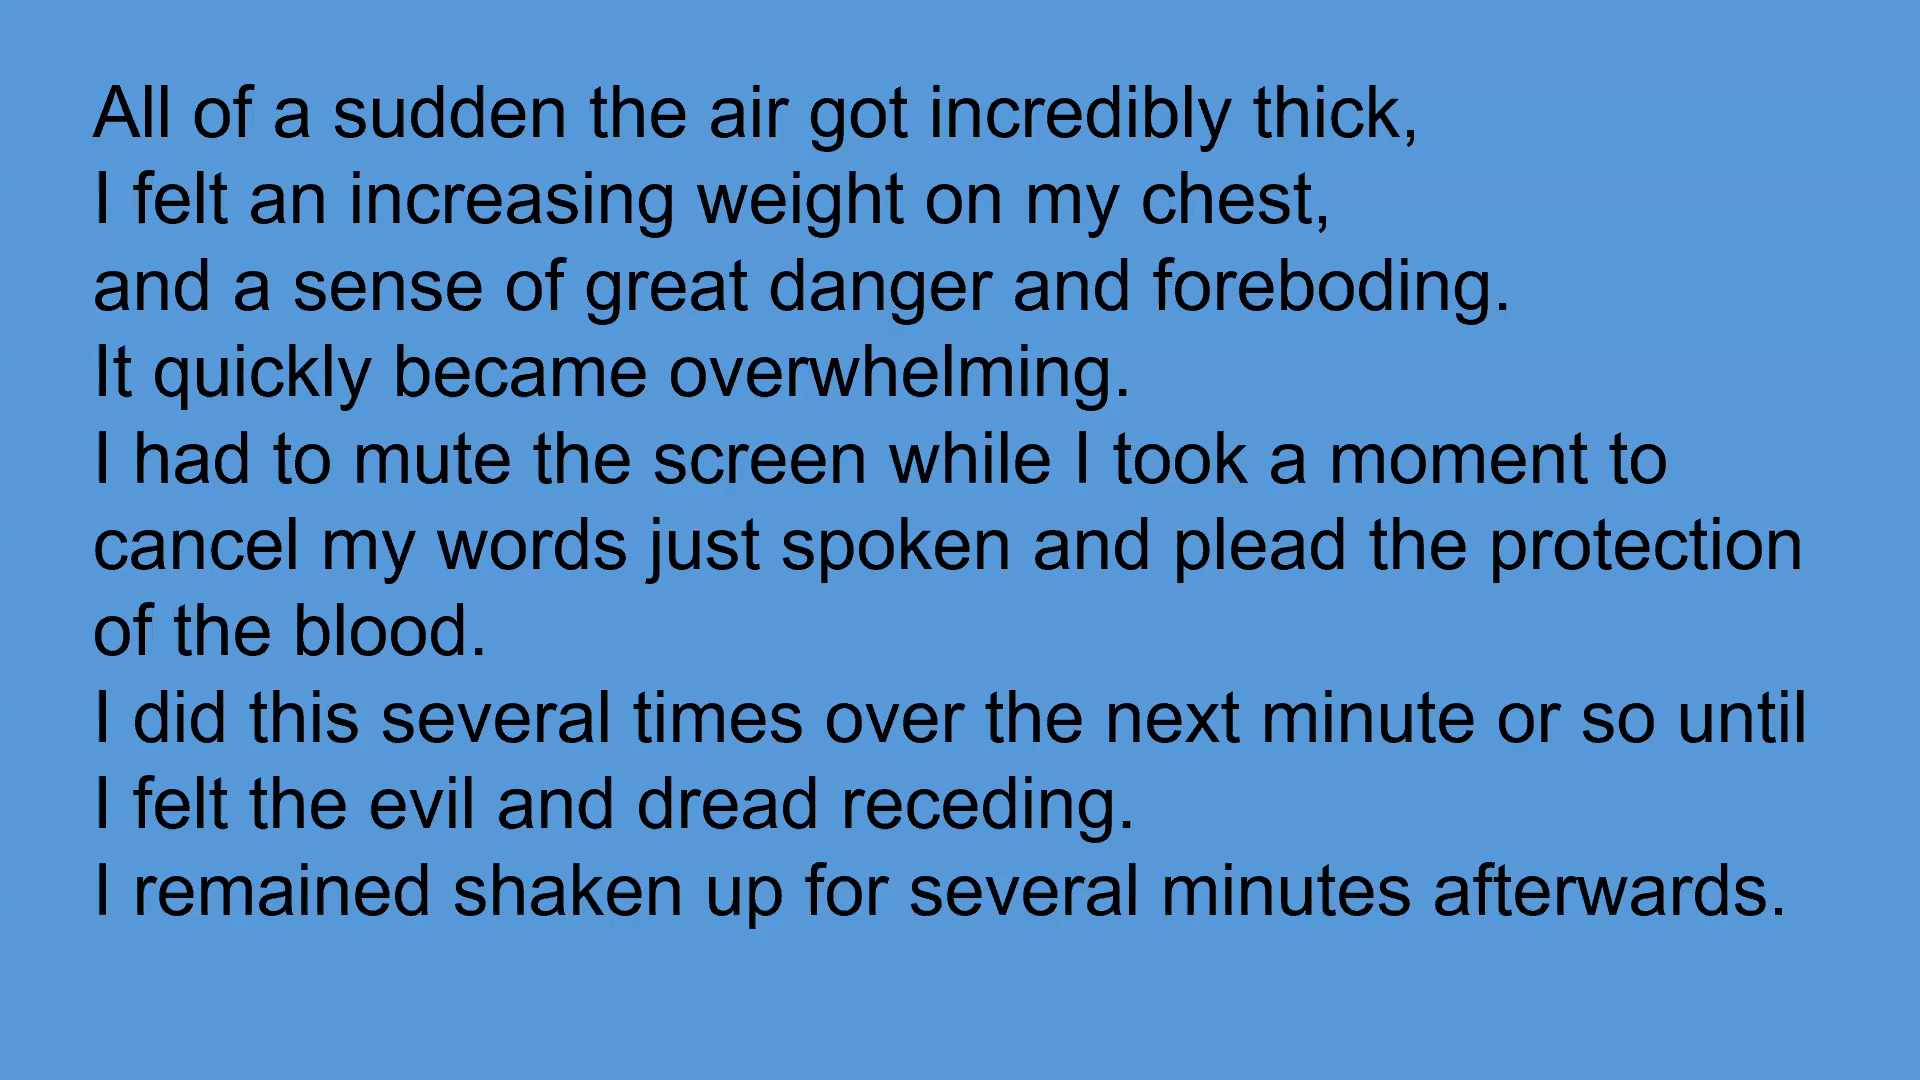 All of a sudden the air got incredibly thick,
I felt an increasing weight on my chest,
and a sense of great danger and foreboding.
It quickly became overwhelming.
I had to mute the screen while I took a moment to
cancel my words just spoken and plead the protection
of the blood.
I did this several times over the next minute or so until
I felt the evil and dread receding.
I remained shaken up for several minutes afterwards.